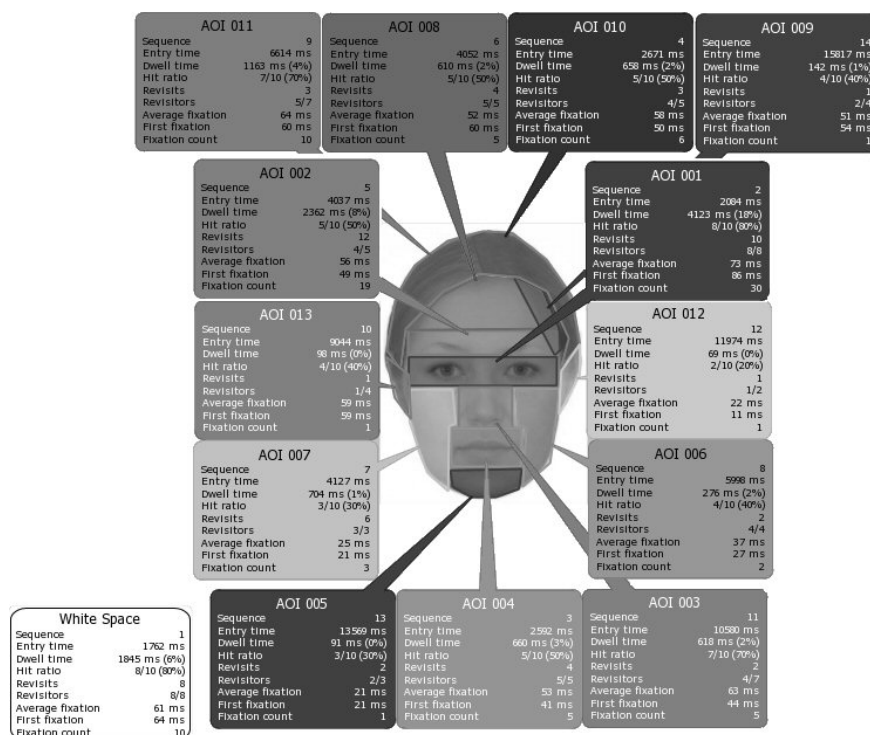 AOI 011
Sequence 9
Entry time 6614 ms
Dwell time 1163 ms (4%)
Hit ratio 7/10 (70%)
Revisits 3
Revisitors 5/7
Average fixation 64 ms
First fixation 60 ms
Fixation count 10
AOI 008
Sequence 6
Entry time 4052 ms
Dwell time 610 ms (2%)
Hit ratio 5/10 (50%)
Revisits 4
Revisitors 5/5
Average fixation 52 ms
First fixation 60 ms
Fixation count 5
AOI 010
Sequence 4
Entry time 2671 ms
Dwell time 658 ms (2%)
Hit ratio 5/10 (50%)
Revisits 3
Revisitors 4/5
Average fixation 58 ms
First fixation 50 ms
Fixation count 6
AOI 009
Sequence 14
Entry time 15817 ms
Dwell time 142 ms (1%)
Hit ratio 4/10 (40%)
Revisits 1
Revisitors 2/4
Average fixation 51 ms
First fixation 54 ms
Fixation count 1
AOI 002
Sequence 5
Entry time 4037 ms
Dwell time 2362 ms (8%)
Hit ratio 5/10 (50%)
Revisits 12
Revisitors 4/5
Average fixation 56 ms
First fixation 49 ms
Fixation count 19
AOI 001
Sequence 2
Entry time 2084 ms
Dwell time 4123 ms (18%)
Hit ratio 8/10 (80%)
Revisits 10
Revisitors 8/8
Average fixation 73 ms
First fixation 86 ms
Fixation count 30
AOI 013
Sequence 10
Entry time 9044 ms
Dwell time 98 ms (0%)
Hit ratio 4/10 (40%)
Revisits 1
Revisitors 1/4
Average fixation 59 ms
First fixation 59 ms
Fixation count 1
AOI 012
Sequence 12
Entry time 11974 ms
Dwell time 69 ms (0%)
Hit ratio 2/10 (20%)
Revisits 1
Revisitors 1/2
Average fixation 22 ms
First fixation 11 ms
Fixation count 1
AOI 007
Sequence 7
Entry time 4127 ms
Dwell time 704 ms (1%)
Hit ratio 3/10 (30%)
Revisits 6
Revisitors 3/3
Average fixation 25 ms
First fixation 21 ms
Fixation count 3
AOI 006
Sequence 8
Entry time 5998 ms
Dwell time 276 ms (2%)
Hit ratio 4/10 (40%)
Revisits 2
Revisitors 4/4
Average fixation 37 ms
First fixation 27 ms
Fixation count 2
White Space
Sequence 1
Entry time 1762 ms
Dwell time 1845 ms (6%)
Hit ratio 8/10 (80%)
Revisits 8
Revisitors 8/8
Average fixation 61 ms
First fixation 64 ms
Fixation count 10
AOI 005
Sequence 13
Entry time 13569 ms
Dwell time 91 ms (0%)
Hit ratio 3/10 (30%)
Revisits 2
Revisitors 2/3
Average fixation 21 ms
First fixation 21 ms
Fixation count 1
AOI 004
Sequence 3
Entry time 2592 ms
Dwell time 660 ms (3%)
Hit ratio 5/10 (50%)
Revisits 4
Revisitors 5/5
Average fixation 53 ms
First fixation 41 ms
Fixation count 5
AOI 003
Sequence 11
Entry time 10580 ms
Dwell time 618 ms (2%)
Hit ratio 7/10 (70%)
Revisits 2
Revisitors 4/7
Average fixation 63 ms
First fixation 44 ms
Fixation count 5